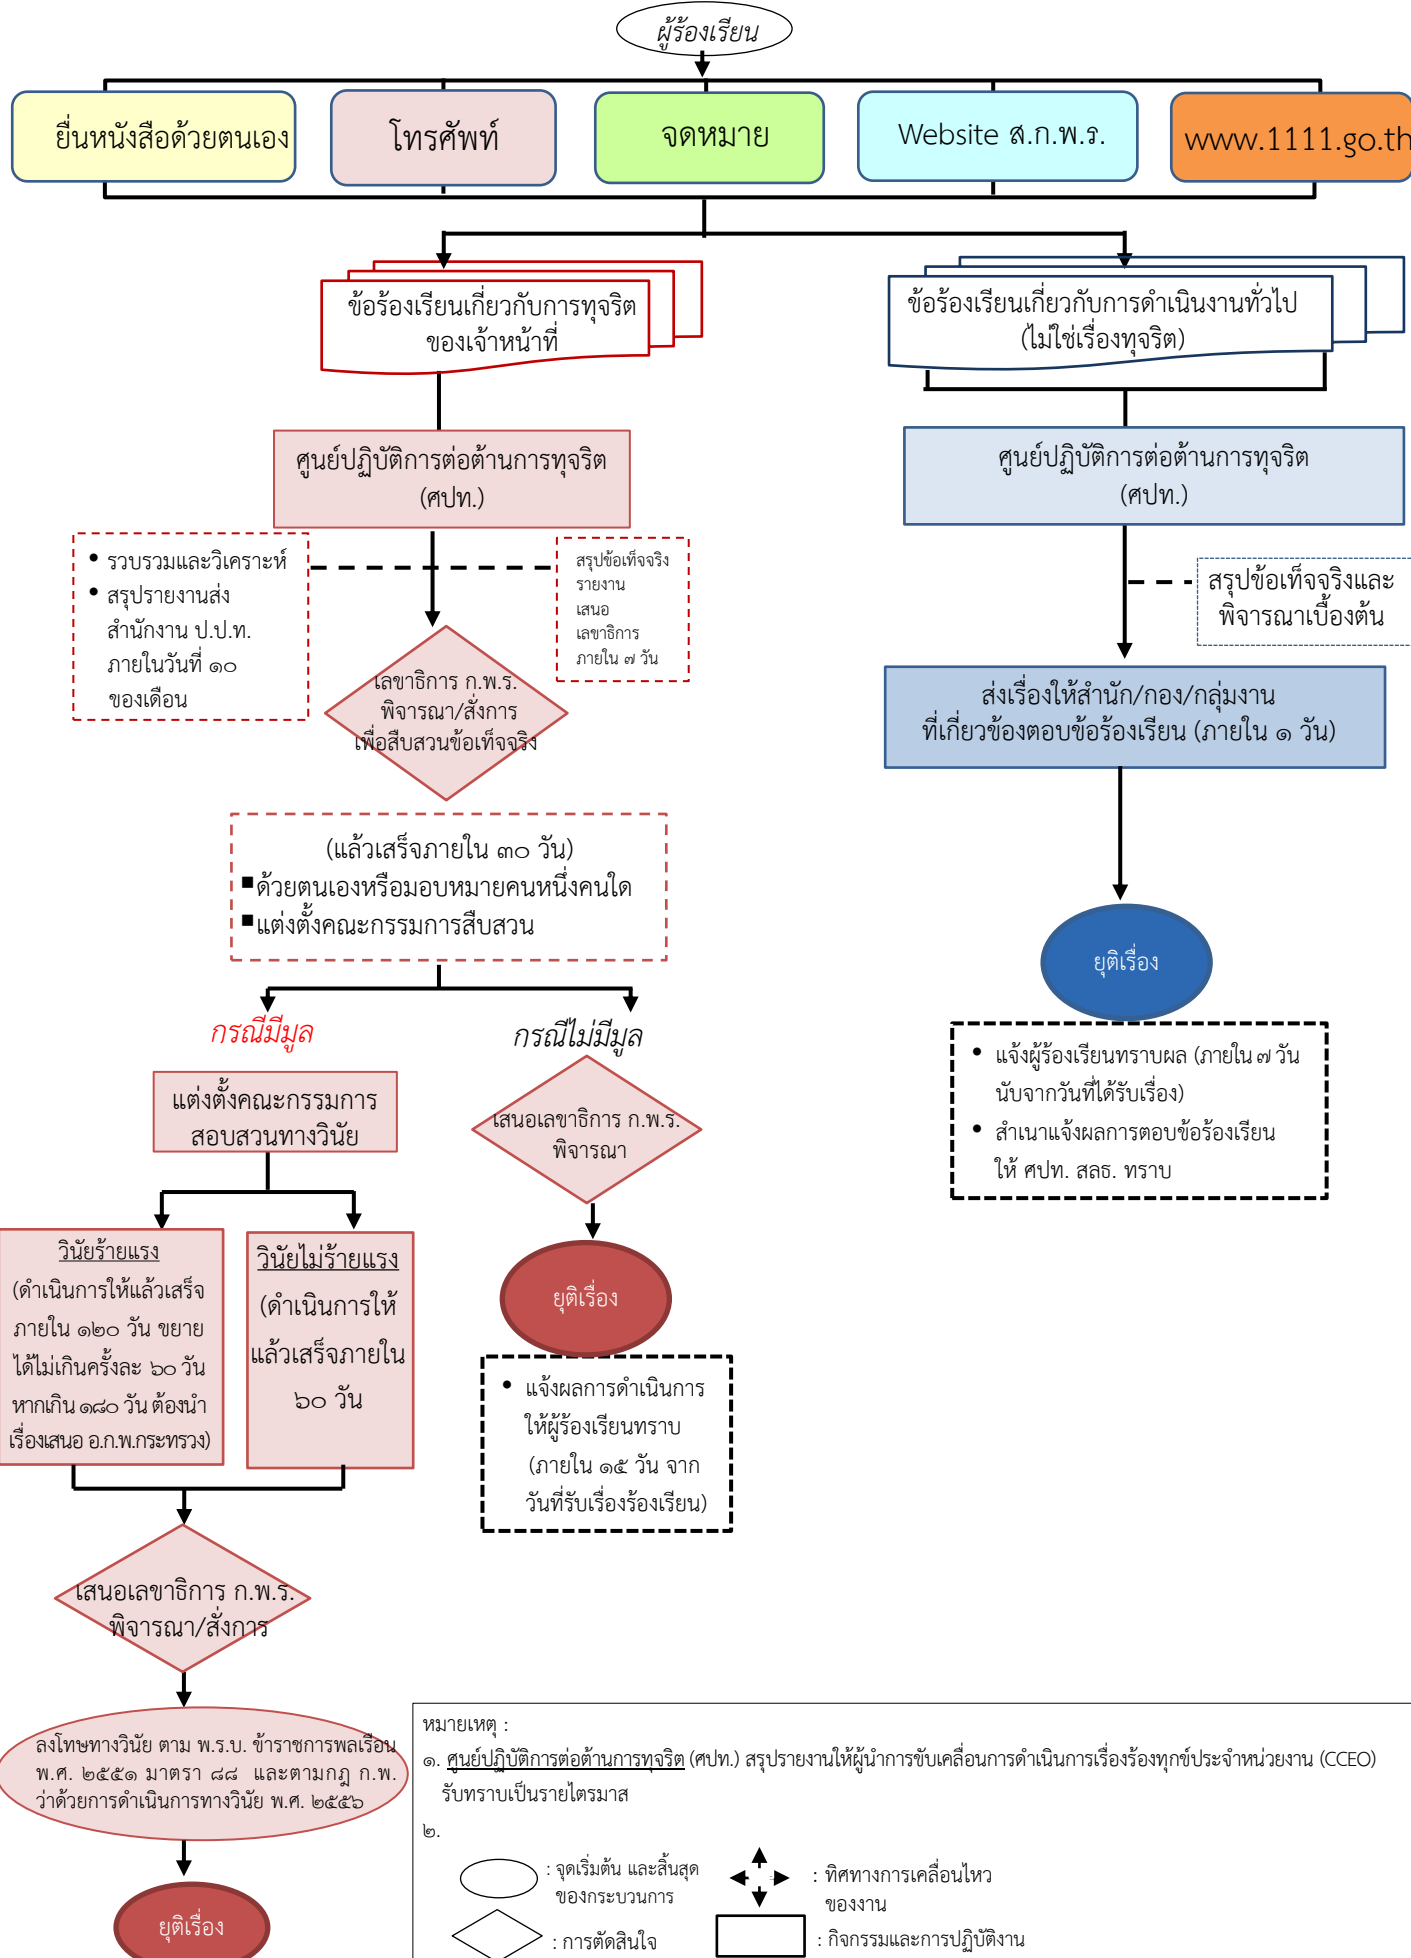 ผู้ร้องเรียน
ยื่นหนังสือด้วยตนเอง
โทรศัพท์
จดหมาย
Website ส.ก.พ.ร.
www.1111.go.th
ข้อร้องเรียนเกี่ยวกับการทุจริต
ของเจ้าหน้าที่
ข้อร้องเรียนเกี่ยวกับการดำเนินงานทั่วไป
(ไม่ใช่เรื่องทุจริต)
ศูนย์ปฏิบัติการต่อต้านการทุจริต
(ศปท.)
ศูนย์ปฏิบัติการต่อต้านการทุจริต
(ศปท.)
• รวบรวมและวิเคราะห์
• สรุปรายงานส่ง
สำนักงาน ป.ป.ท.
ภายในวันที่ ๑๐
ของเดือน
สรุปข้อเท็จจริง
รายงาน
เสนอ
เลขาธิการ
ภายใน ๗ วัน
สรุปข้อเท็จจริงและ
พิจารณาเบื้องต้น
เลขาธิการ ก.พ.ร.
พิจารณา/สั่งการ
เพื่อสืบสวนข้อเท็จจริง
ส่งเรื่องให้สำนัก/กอง/กลุ่มงาน
ที่เกี่ยวข้องตอบข้อร้องเรียน (ภายใน ๑ วัน)
(แล้วเสร็จภายใน ๓๐ วัน)
■ ด้วยตนเองหรือมอบหมายคนหนึ่งคนใด
■ แต่งตั้งคณะกรรมการสืบสวน
ยุติเรื่อง
กรณีมีมูล
กรณีไม่มีมูล
• แจ้งผู้ร้องเรียนทราบผล (ภายใน ๗ วัน
นับจากวันที่ได้รับเรื่อง)
• สำเนาแจ้งผลการตอบข้อร้องเรียน
ให้ ศปท. สลธ. ทราบ
แต่งตั้งคณะกรรมการ
สอบสวนทางวินัย
เสนอเลขาธิการ ก.พ.ร.
พิจารณา
วินัยร้ายแรง
(ดำเนินการให้แล้วเสร็จ
ภายใน ๑๒๐ วัน ขยาย
ได้ไม่เกินครั้งละ ๖๐ วัน
หากเกิน ๑๘๐ วัน ต้องนำ
เรื่องเสนอ อ.ก.พ.กระทรวง)
วินัยไม่ร้ายแรง
(ดำเนินการให้
แล้วเสร็จภายใน
๖๐ วัน
ยุติเรื่อง
• แจ้งผลการดำเนินการ
ให้ผู้ร้องเรียนทราบ
(ภายใน ๑๕ วัน จาก
วันที่รับเรื่องร้องเรียน)
เสนอเลขาธิการ ก.พ.ร.
พิจารณา/สั่งการ
ลงโทษทางวินัย ตาม พ.ร.บ. ข้าราชการพลเรือน
พ.ศ. ๒๕๕๑ มาตรา ๘๘ และตามกฎ ก.พ.
ว่าด้วยการดำเนินการทางวินัย พ.ศ. ๒๕๕๖
ยุติเรื่อง
หมายเหตุ :
๑. ศูนย์ปฏิบัติการต่อต้านการทุจริต (ศปท.) สรุปรายงานให้ผู้นำการขับเคลื่อนการดำเนินการเรื่องร้องทุกข์ประจำหน่วยงาน (CCEO)
รับทราบเป็นรายไตรมาส
๒.
: จุดเริ่มต้น และสิ้นสุด
ของกระบวนการ
: ทิศทางการเคลื่อนไหว
ของงาน
: การตัดสินใจ
: กิจกรรมและการปฏิบัติงาน